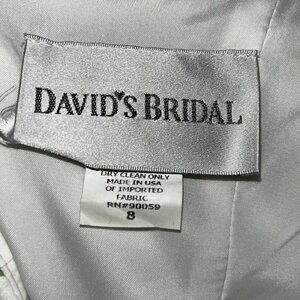 DAVID'S BRIDAL
DRY CLEAN ONLY
MADE IN USA
OF IMPORTED
FABRIC
RN#90059
8